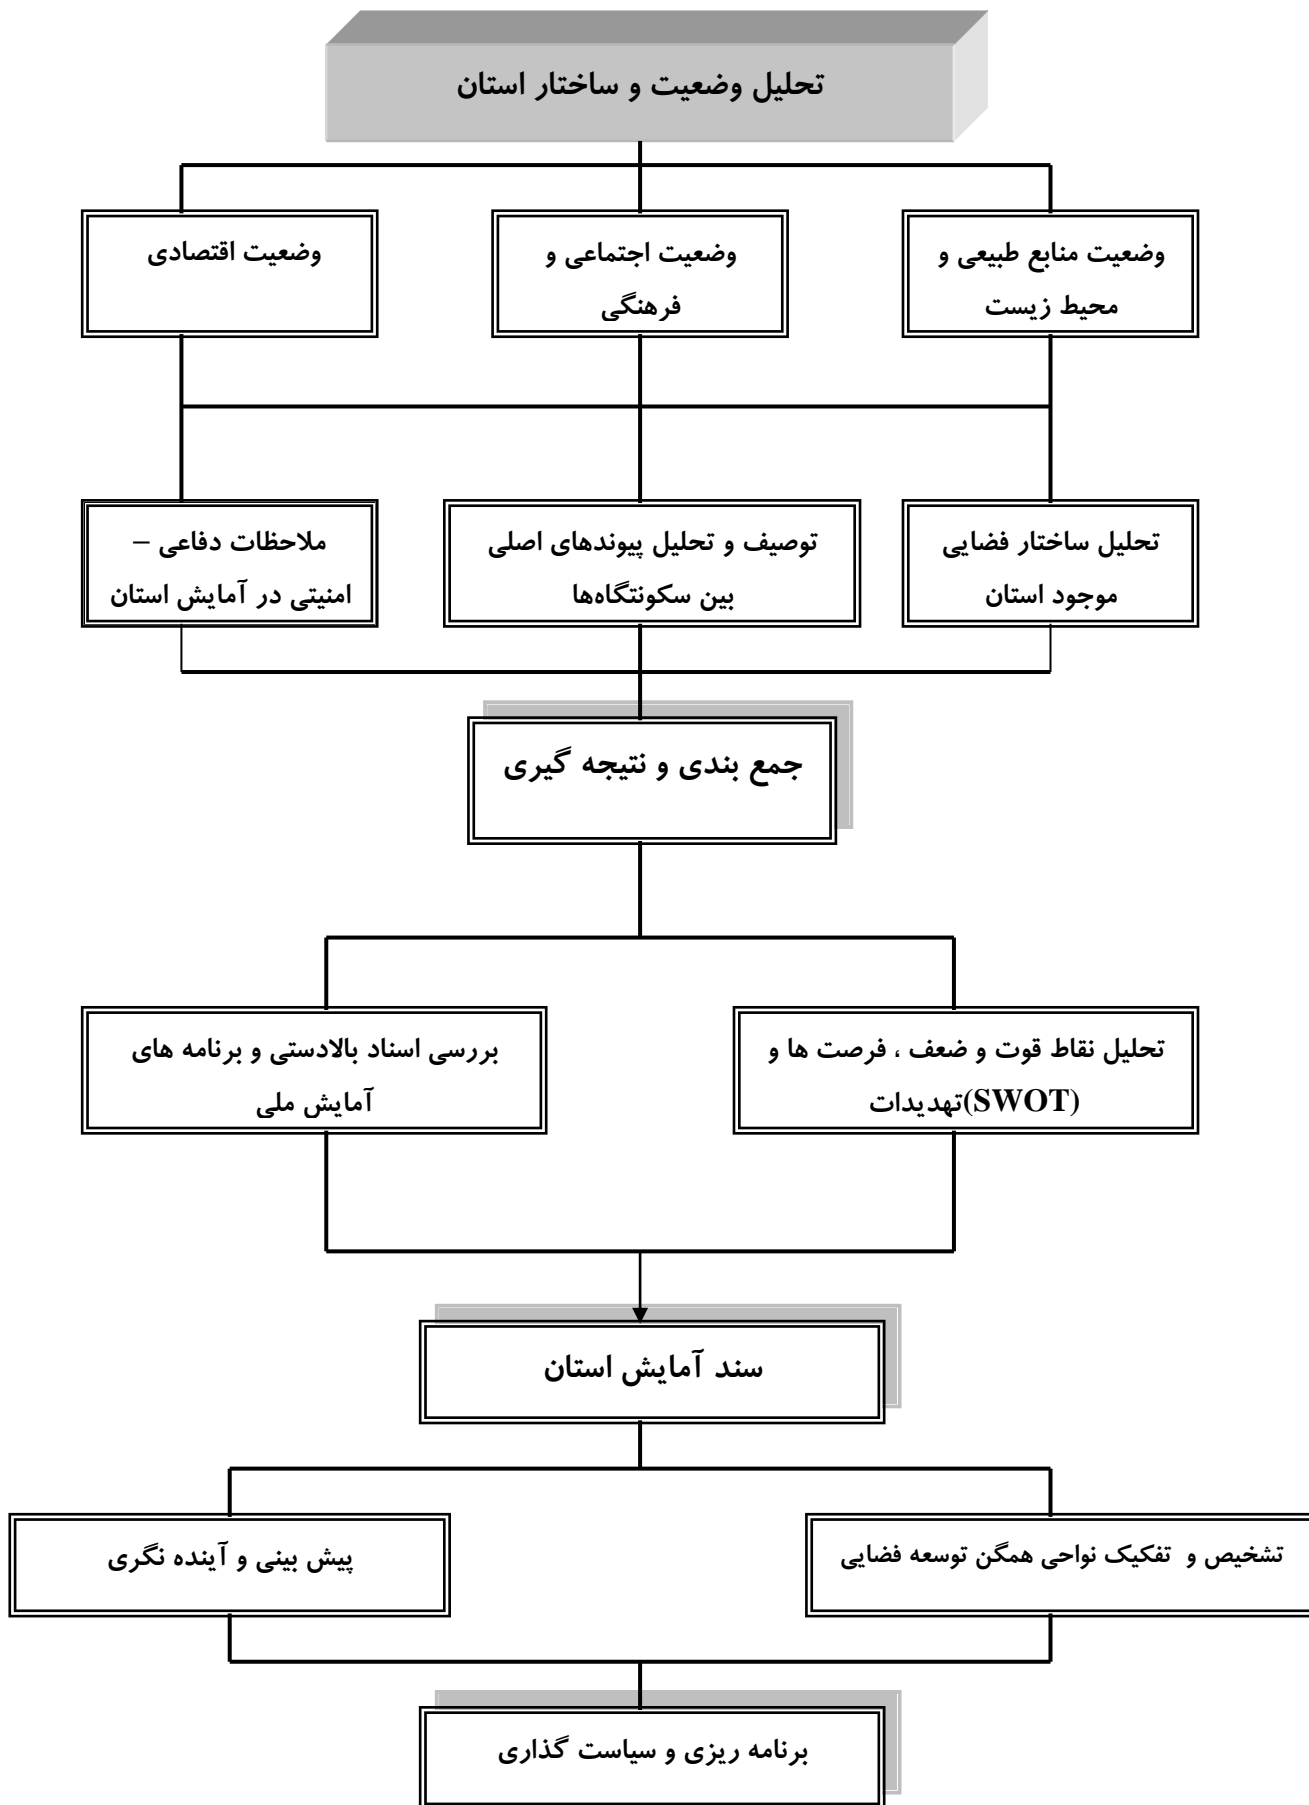 تحلیل وضعیت و ساختار استان
وضعیت منابع طبیعی و
محیط زیست
وضعیت اجتماعی و
فرهنگی
وضعیت اقتصادی
تحلیل ساختار فضایی
موجود استان
توصیف و تحلیل پیوندهای اصلی
بین سکونتگاه‌ها
ملاحظات دفاعی –
امنیتی در آمایش استان
جمع بندی و نتیجه گیری
تحلیل نقاط قوت و ضعف ، فرصت ها و
تهدیدات(SWOT)
بررسی اسناد بالادستی و برنامه های
آمایش ملی
سند آمایش استان
تشخیص و تفکیک نواحی همگن توسعه فضایی
پیش بینی و آینده نگری
برنامه ریزی و سیاست گذاری